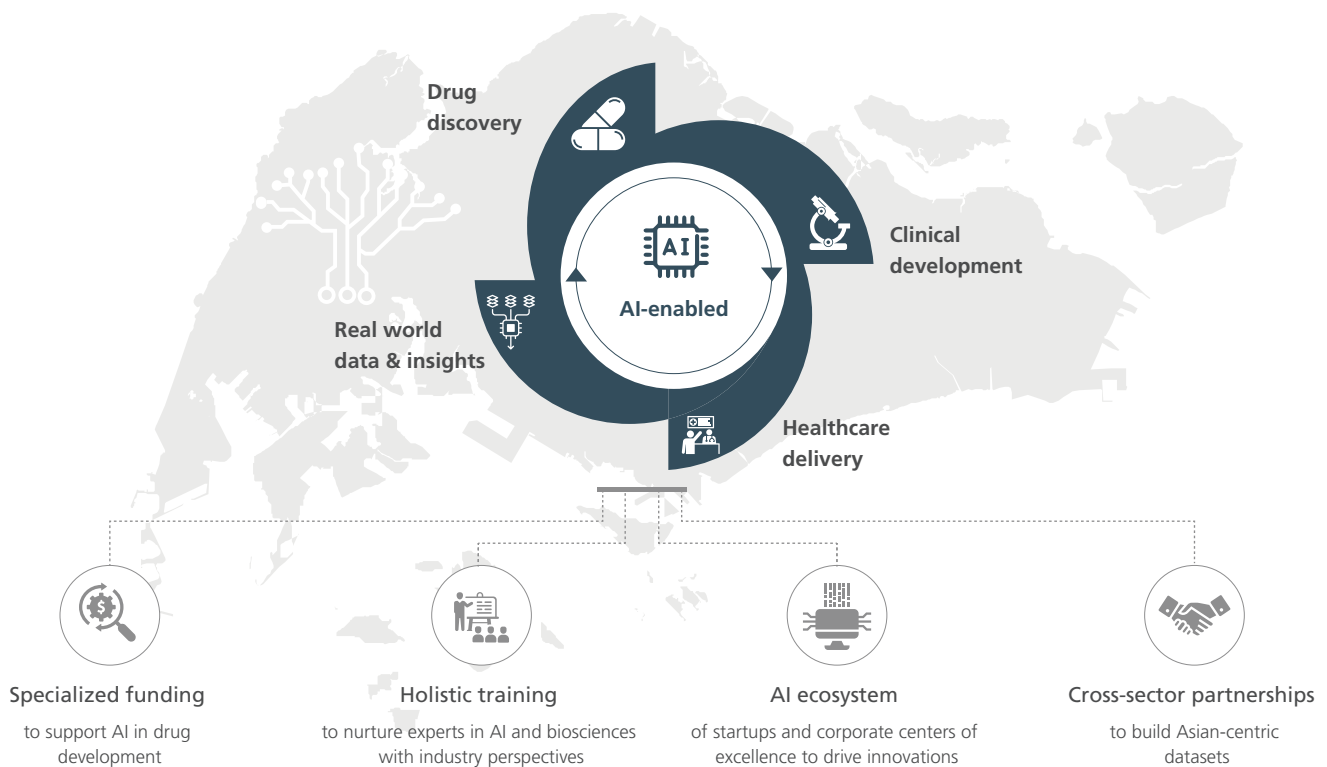 Drug
discovery
AI
AI-enabled
Clinical
development
Real world
data & insights
Healthcare
delivery
$
Specialized funding
to support AI in drug
development
Holistic training
to nurture experts in AI and biosciences
with industry perspectives
AI ecosystem
of startups and corporate centers of
excellence to drive innovations
Cross-sector partnerships
to build Asian-centric
datasets